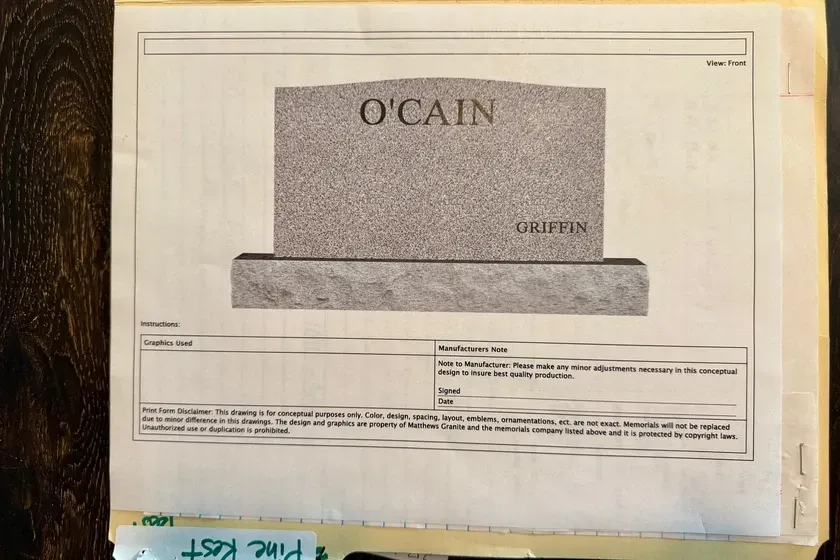 View: Front
O'CAIN
GRIFFIN
Instructions:
Graphics Used
Manufacturers Note
Note to Manufacturer: Please make any minor adjustments necessary in this conceptual
design to insure best quality production.
Signed
Date
Print Form Disclaimer: This drawing is for conceptual purposes only. Color, design, spacing, layout, emblems, ornamentations, ect. are not exact. Memorials will not be replaced
due to minor difference in this drawings. The design and graphics are property of Matthews Granite and the memorials company listed above and it is protected by copyright laws.
Unauthorized use or duplication is prohibited.
Pine Rest